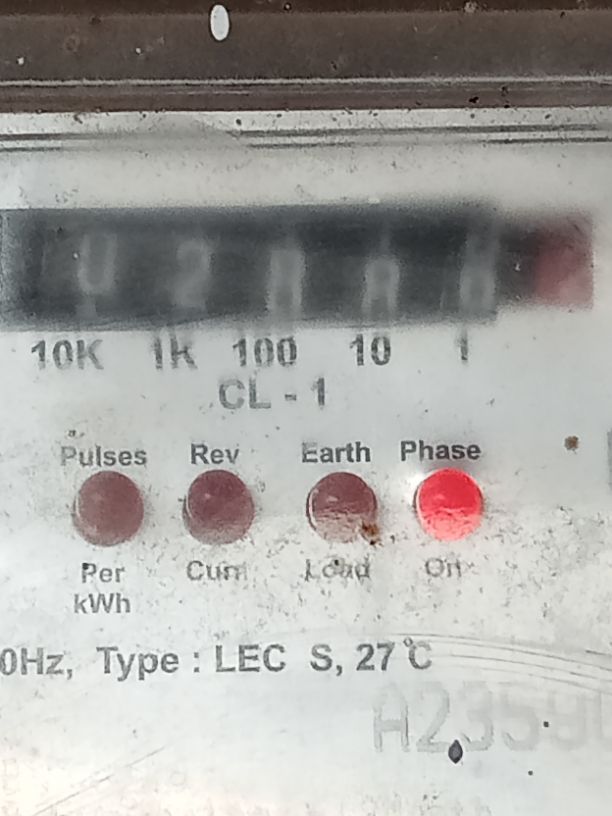 10K 1k 100 10 1
CL - 1
Pulses Rev Earth Phase
Per Curr Load On
kWh
0Hz, Type : LEC S, 27°C